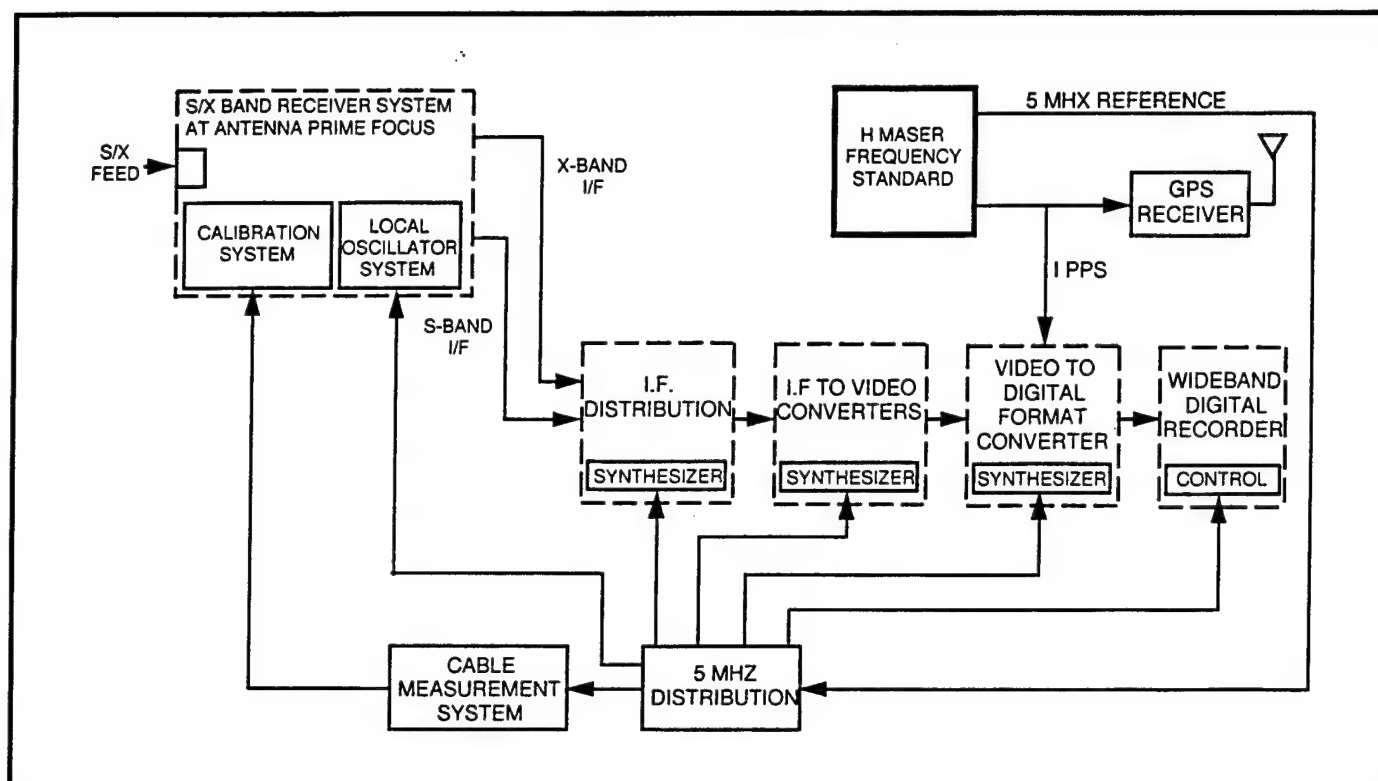 S/X BAND RECEIVER SYSTEM
AT ANTENNA PRIME FOCUS
S/X
FEED
CALIBRATION
SYSTEM
LOCAL
OSCILLATOR
SYSTEM
X-BAND
I/F
S-BAND
I/F
H MASER
FREQUENCY
STANDARD
5 MHX REFERENCE
GPS
RECEIVER
I PPS
I.F.
DISTRIBUTION
SYNTHESIZER
I.F TO VIDEO
CONVERTERS
SYNTHESIZER
VIDEO TO
DIGITAL
FORMAT
CONVERTER
SYNTHESIZER
WIDEBAND
DIGITAL
RECORDER
CONTROL
CABLE
MEASUREMENT
SYSTEM
5 MHZ
DISTRIBUTION